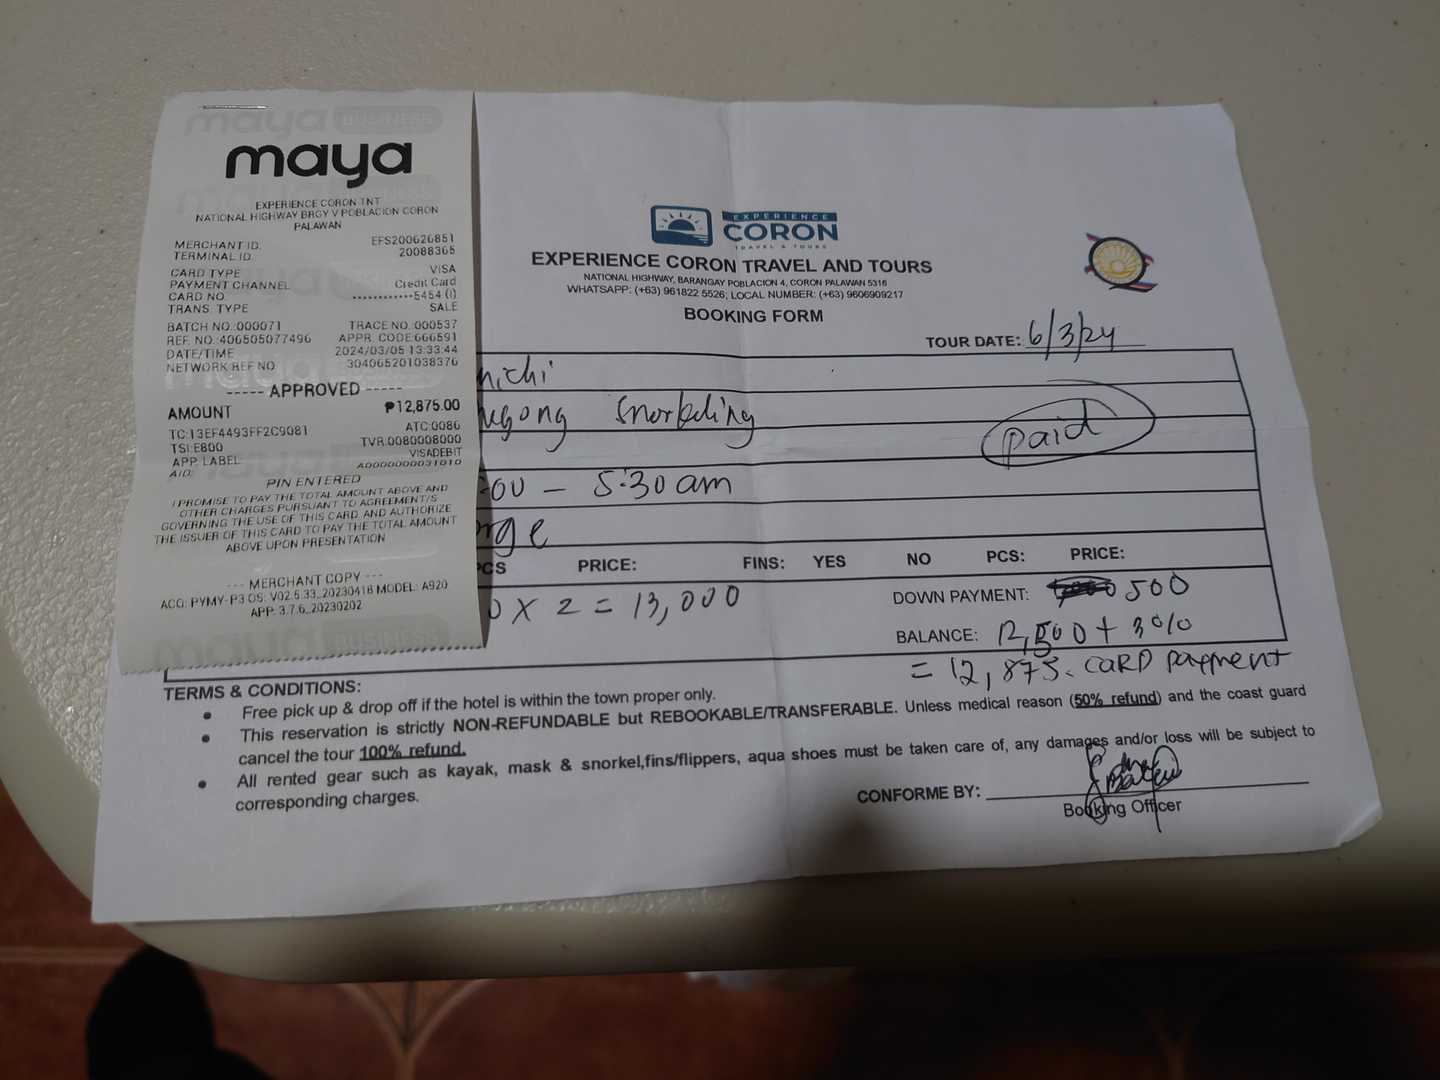 maya
EXPERIENCE CORON TNT
NATIONAL HIGHWAY BRGY V POBLACION CORON
PALAWAN
MERCHANT ID: EFS200626851
TERMINAL ID: 20088365
CARD TYPE VISA
PAYMENT CHANNEL Credit Card
CARD NO. ············5454 (I)
TRANS. TYPE SALE
BATCH NO.:000071 TRACE NO.:000537
REF. NO.:406505077496 APPR. CODE:666591
DATE/TIME 2024/03/05 13:33:44
NETWORK REF NO. 304065201038376
----- APPROVED -----
AMOUNT ₱12,875.00
TC:13EF4493FF2C9081 ATC:0086
TSI:E800 TVR:0080008000
APP. LABEL VISADEBIT
AID: A0000000031010
PIN ENTERED
I PROMISE TO PAY THE TOTAL AMOUNT ABOVE AND
OTHER CHARGES PURSUANT TO AGREEMENT/S
GOVERNING THE USE OF THIS CARD AND AUTHORIZE
THE ISSUER OF THIS CARD TO PAY THE TOTAL AMOUNT
ABOVE UPON PRESENTATION
--- MERCHANT COPY ---
ACQ: PYMY-P3 OS: V02.5.33_20230418 MODEL: A920
APP: 3.7.6_20230202
EXPERIENCE
CORON
TRAVEL & TOURS
EXPERIENCE CORON TRAVEL AND TOURS
NATIONAL HIGHWAY, BARANGAY POBLACION 4, CORON PALAWAN 5316
WHATSAPP: (+63) 961822 5526; LOCAL NUMBER: (+63) 9606909217
BOOKING FORM
TOUR DATE: 6/3/24
nichi
ugong Snorkeling
paid
:00 – 5:30 am
orge
PCS PRICE: FINS: YES NO PCS: PRICE:
0 x 2 = 13,000
DOWN PAYMENT: 500
BALANCE: 12,500 + 3%
= 12,875. CARD payment
TERMS & CONDITIONS:
• Free pick up & drop off if the hotel is within the town proper only.
• This reservation is strictly NON-REFUNDABLE but REBOOKABLE/TRANSFERABLE. Unless medical reason (50% refund) and the coast guard
cancel the tour 100% refund.
• All rented gear such as kayak, mask & snorkel,fins/flippers, aqua shoes must be taken care of, any damages and/or loss will be subject to
corresponding charges.
CONFORME BY:
Booking Officer